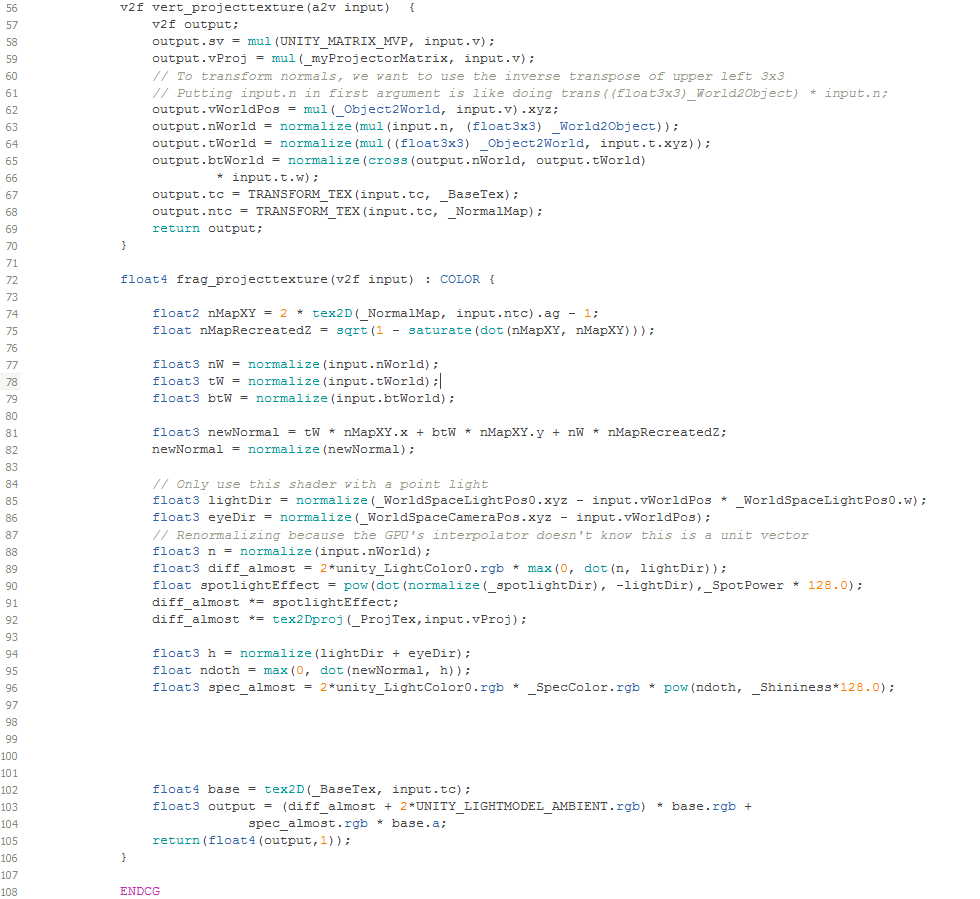 56 v2f vert_projecttexture(a2v input) {
57 v2f output;
58 output.sv = mul(UNITY_MATRIX_MVP, input.v);
59 output.vProj = mul(_myProjectorMatrix, input.v);
60 // To transform normals, we want to use the inverse transpose of upper left 3x3
61 // Putting input.n in first argument is like doing trans((float3x3)_World2Object) * input.n;
62 output.vWorldPos = mul(_Object2World, input.v).xyz;
63 output.nWorld = normalize(mul(input.n, (float3x3) _World2Object));
64 output.tWorld = normalize(mul((float3x3) _Object2World, input.t.xyz));
65 output.btWorld = normalize(cross(output.nWorld, output.tWorld)
66 * input.t.w);
67 output.tc = TRANSFORM_TEX(input.tc, _BaseTex);
68 output.ntc = TRANSFORM_TEX(input.tc, _NormalMap);
69 return output;
70 }
71
72 float4 frag_projecttexture(v2f input) : COLOR {
73
74 float2 nMapXY = 2 * tex2D(_NormalMap, input.ntc).ag - 1;
75 float nMapRecreatedZ = sqrt(1 - saturate(dot(nMapXY, nMapXY)));
76
77 float3 nW = normalize(input.nWorld);
78 float3 tW = normalize(input.tWorld);
79 float3 btW = normalize(input.btWorld);
80
81 float3 newNormal = tW * nMapXY.x + btW * nMapXY.y + nW * nMapRecreatedZ;
82 newNormal = normalize(newNormal);
83
84 // Only use this shader with a point light
85 float3 lightDir = normalize(_WorldSpaceLightPos0.xyz - input.vWorldPos * _WorldSpaceLightPos0.w);
86 float3 eyeDir = normalize(_WorldSpaceCameraPos.xyz - input.vWorldPos);
87 // Renormalizing because the GPU's interpolator doesn't know this is a unit vector
88 float3 n = normalize(input.nWorld);
89 float3 diff_almost = 2*unity_LightColor0.rgb * max(0, dot(n, lightDir));
90 float spotlightEffect = pow(dot(normalize(_spotlightDir), -lightDir),_SpotPower * 128.0);
91 diff_almost *= spotlightEffect;
92 diff_almost *= tex2Dproj(_ProjTex,input.vProj);
93
94 float3 h = normalize(lightDir + eyeDir);
95 float ndoth = max(0, dot(newNormal, h));
96 float3 spec_almost = 2*unity_LightColor0.rgb * _SpecColor.rgb * pow(ndoth, _Shininess*128.0);
97
98
99
100
101
102 float4 base = tex2D(_BaseTex, input.tc);
103 float3 output = (diff_almost + 2*UNITY_LIGHTMODEL_AMBIENT.rgb) * base.rgb +
104 spec_almost.rgb * base.a;
105 return(float4(output,1));
106 }
107
108 ENDCG